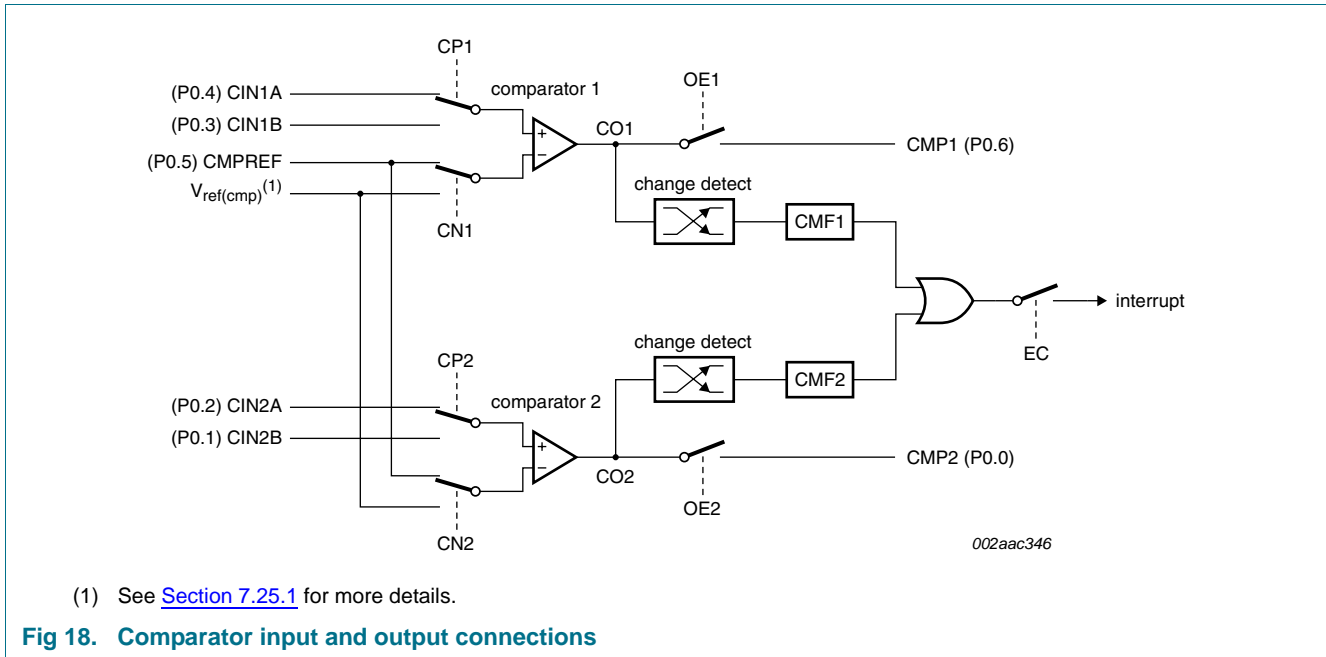 CP1
OE1
(P0.4) CIN1A
comparator 1
(P0.3) CIN1B
+
CO1
CMP1 (P0.6)
(P0.5) CMPREF
−
change detect
Vref(cmp)(1)
CN1
CMF1
interrupt
EC
CP2
change detect
CMF2
(P0.2) CIN2A
comparator 2
(P0.1) CIN2B
+
CO2
CMP2 (P0.0)
−
OE2
CN2
002aac346
(1) See Section 7.25.1 for more details.
Fig 18. Comparator input and output connections